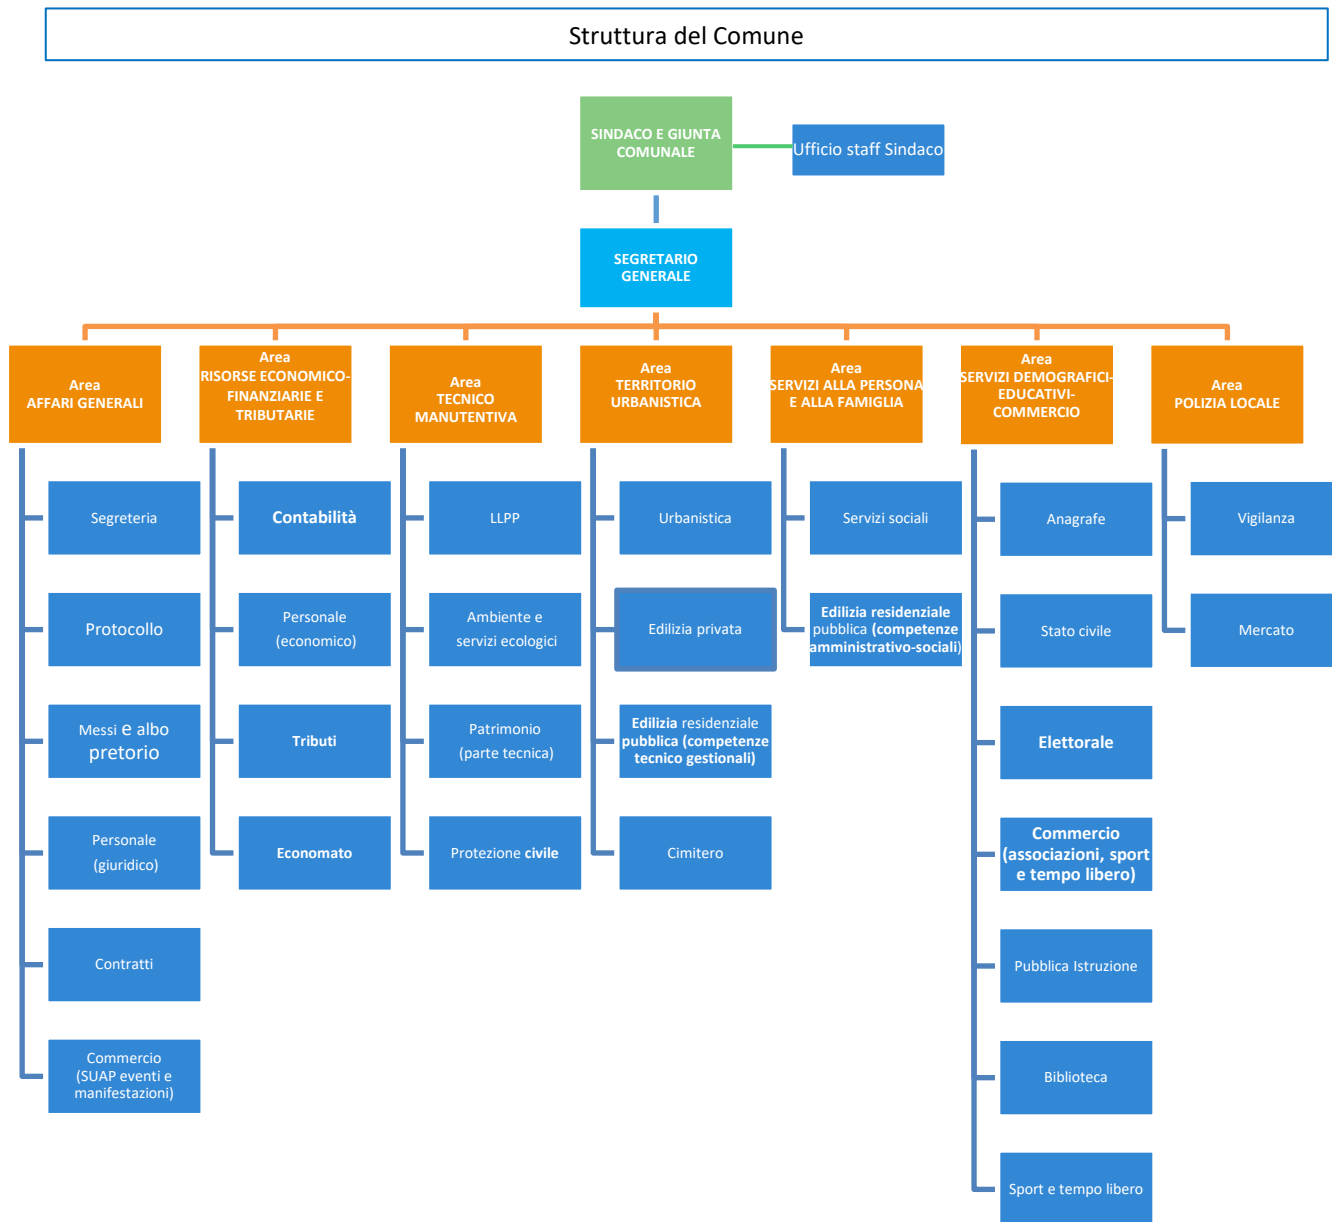 Struttura del Comune
SINDACO E GIUNTA
COMUNALE
Ufficio staff Sindaco
SEGRETARIO
GENERALE
Area
AFFARI GENERALI
Area
RISORSE ECONOMICO-
FINANZIARIE E
TRIBUTARIE
Area
TECNICO
MANUTENTIVA
Area
TERRITORIO
URBANISTICA
Area
SERVIZI ALLA PERSONA
E ALLA FAMIGLIA
Area
SERVIZI DEMOGRAFICI-
EDUCATIVI-
COMMERCIO
Area
POLIZIA LOCALE
Segreteria
Protocollo
Messi e albo
pretorio
Personale
(giuridico)
Contratti
Commercio
(SUAP eventi e
manifestazioni)
Contabilità
Personale
(economico)
Tributi
Economato
LLPP
Ambiente e
servizi ecologici
Patrimonio
(parte tecnica)
Protezione civile
Urbanistica
Edilizia privata
Edilizia residenziale
pubblica (competenze
tecnico gestionali)
Cimitero
Servizi sociali
Edilizia residenziale
pubblica (competenze
amministrativo-sociali)
Anagrafe
Stato civile
Elettorale
Commercio
(associazioni, sport
e tempo libero)
Pubblica Istruzione
Biblioteca
Sport e tempo libero
Vigilanza
Mercato